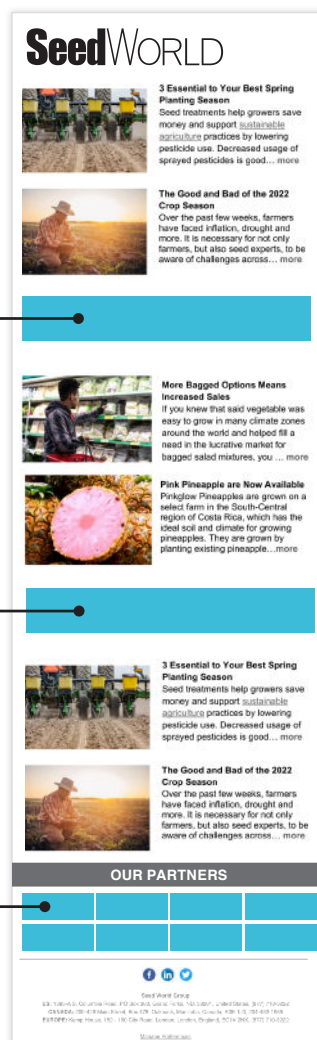 SeedWORLD
3 Essential to Your Best Spring
Planting Season
Seed treatments help growers save
money and support sustainable
agriculture practices by lowering
pesticide use. Decreased usage of
sprayed pesticides is good… more
The Good and Bad of the 2022
Crop Season
Over the past few weeks, farmers
have faced inflation, drought and
more. It is necessary for not only
farmers, but also seed experts, to be
aware of challenges across… more
More Bagged Options Means
Increased Sales
If you knew that said vegetable was
easy to grow in many climate zones
around the world and helped fill a
need in the lucrative market for
bagged salad mixtures, you … more
Pink Pineapple are Now Available
Pinkglow Pineapples are grown on a
select farm in the South-Central
region of Costa Rica, which has the
ideal soil and climate for growing
pineapples. They are grown by
planting existing pineapple…more
3 Essential to Your Best Spring
Planting Season
Seed treatments help growers save
money and support sustainable
agriculture practices by lowering
pesticide use. Decreased usage of
sprayed pesticides is good… more
The Good and Bad of the 2022
Crop Season
Over the past few weeks, farmers
have faced inflation, drought and
more. It is necessary for not only
farmers, but also seed experts, to be
aware of challenges across… more
OUR PARTNERS
Seed World Group
Manage Preferences